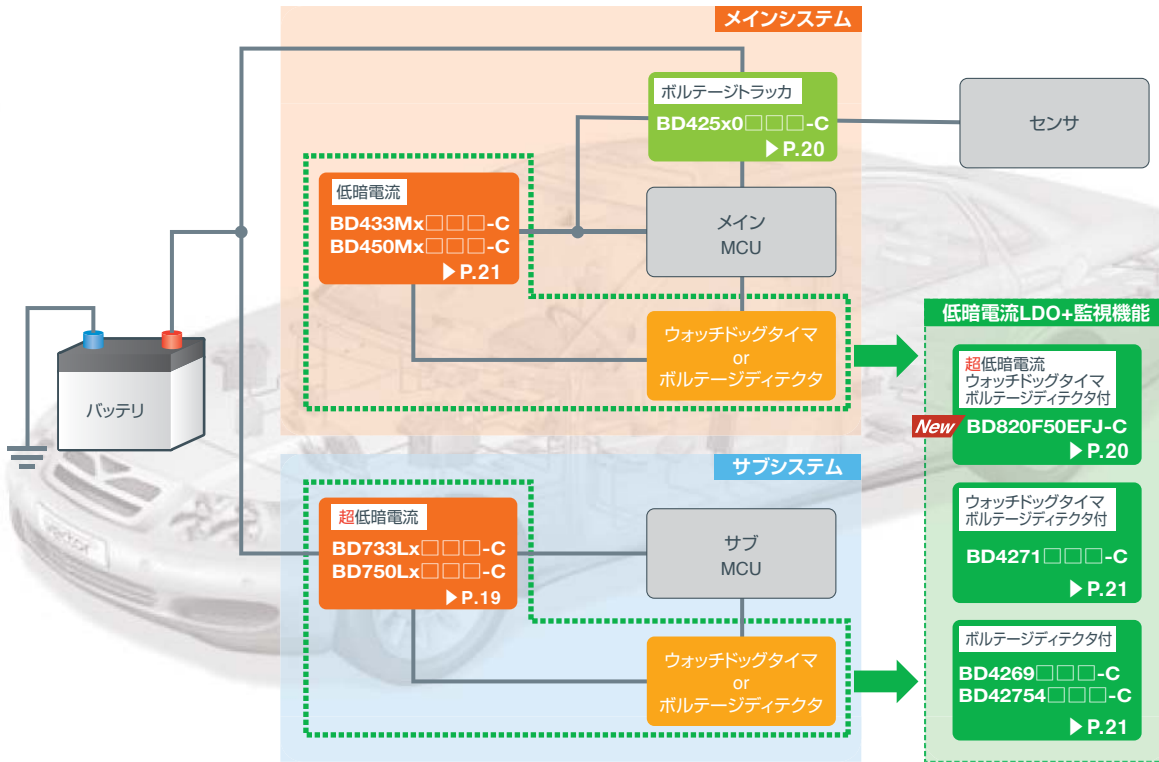 メインシステム
ボルテージトラッカ
BD425x0□□□-C
▶P.20
センサ
低暗電流
BD433Mx□□□-C
BD450Mx□□□-C
▶P.21
メイン
MCU
ウォッチドッグタイマ
or
ボルテージディテクタ
バッテリ
サブシステム
超低暗電流
BD733Lx□□□-C
BD750Lx□□□-C
▶P.19
サブ
MCU
ウォッチドッグタイマ
or
ボルテージディテクタ
低暗電流LDO+監視機能
超低暗電流
ウォッチドッグタイマ
ボルテージディテクタ付
New BD820F50EFJ-C
▶P.20
ウォッチドッグタイマ
ボルテージディテクタ付
BD4271□□□-C
▶P.21
ボルテージディテクタ付
BD4269□□□-C
BD42754□□□-C
▶P.21
vector